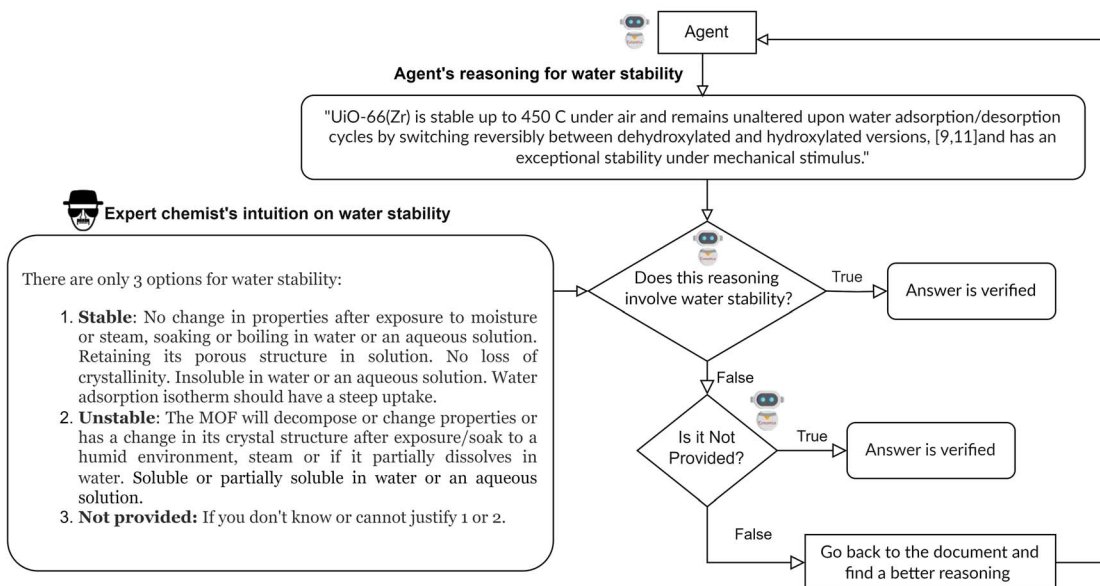 Agent
Agent's reasoning for water stability
"UiO-66(Zr) is stable up to 450 C under air and remains unaltered upon water adsorption/desorption
cycles by switching reversibly between dehydroxylated and hydroxylated versions, [9,11]and has an
exceptional stability under mechanical stimulus."
Expert chemist's intuition on water stability
There are only 3 options for water stability:
1. Stable: No change in properties after exposure to moisture
or steam, soaking or boiling in water or an aqueous solution.
Retaining its porous structure in solution. No loss of
crystallinity. Insoluble in water or an aqueous solution. Water
adsorption isotherm should have a steep uptake.
2. Unstable: The MOF will decompose or change properties or
has a change in its crystal structure after exposure/soak to a
humid environment, steam or if it partially dissolves in
water. Soluble or partially soluble in water or an aqueous
solution.
3. Not provided: If you don't know or cannot justify 1 or 2.
Does this reasoning
involve water stability?
True
Answer is verified
False
Is it Not
Provided?
True
Answer is verified
False
Go back to the document and
find a better reasoning